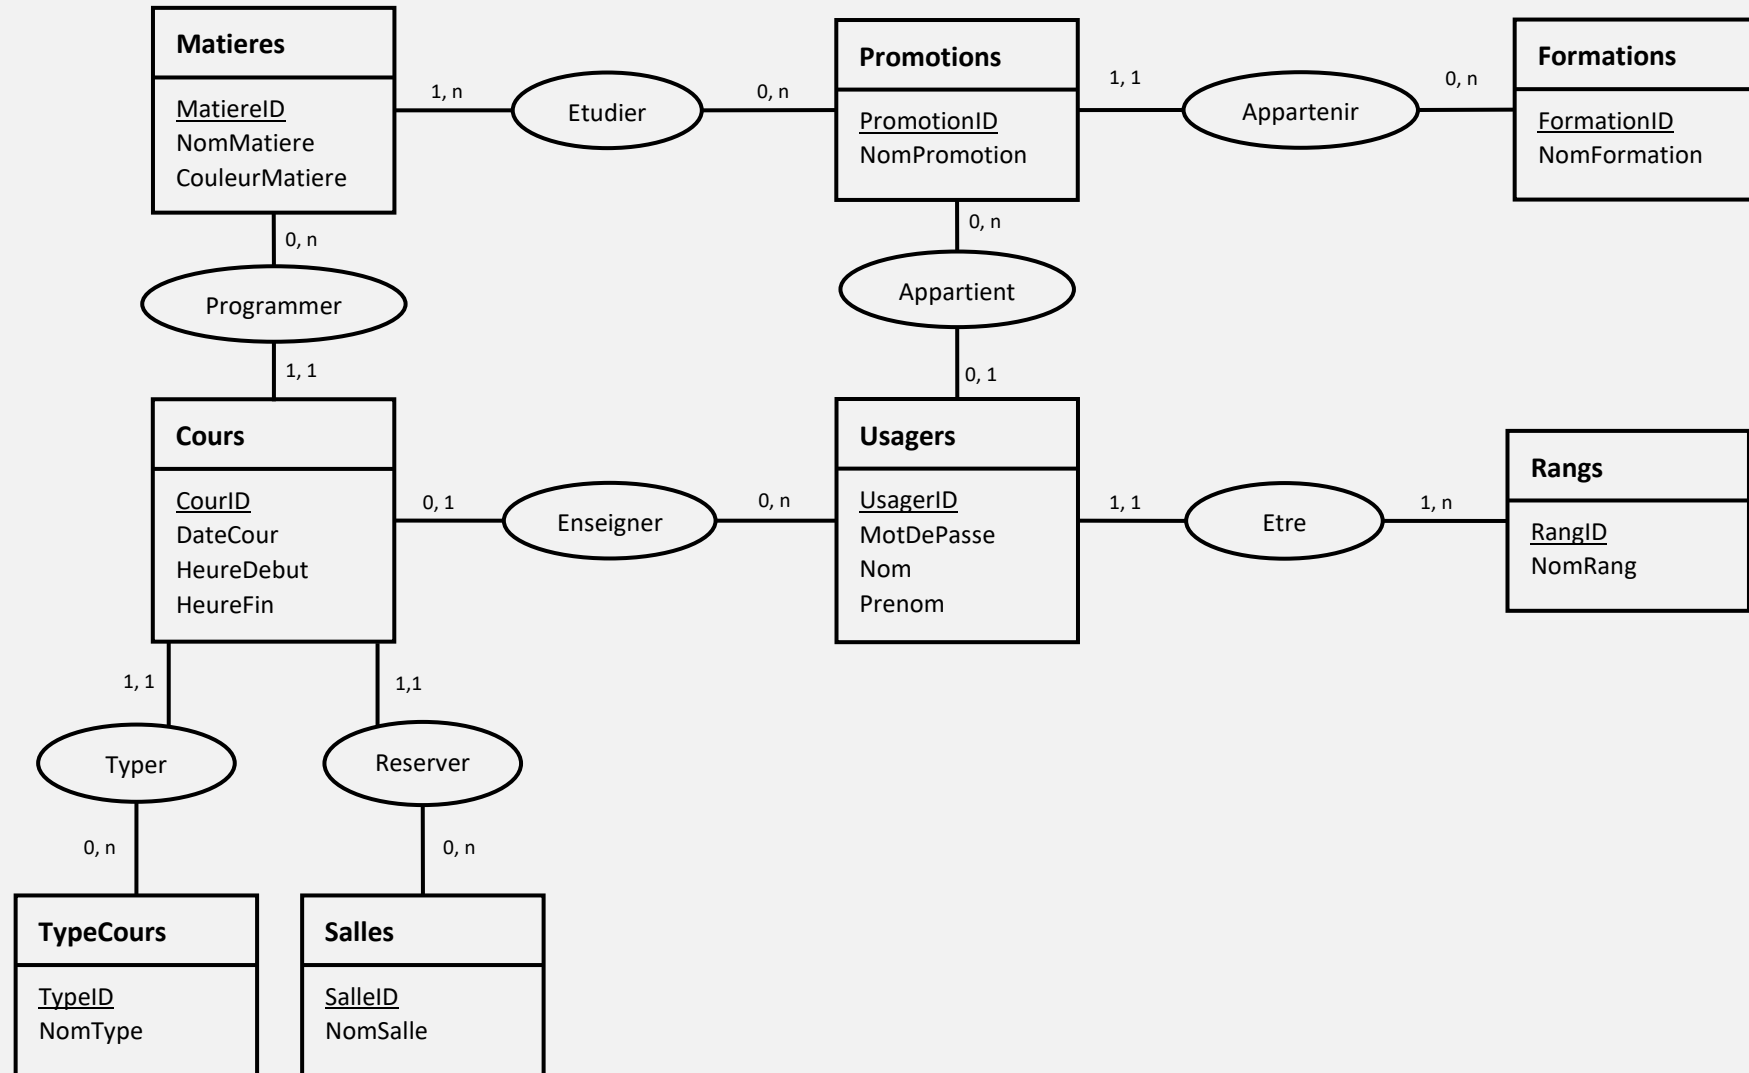 Matieres
MatiereID
NomMatiere
CouleurMatiere
1, n
Etudier
0, n
Promotions
PromotionID
NomPromotion
1, 1
Appartenir
0, n
Formations
FormationID
NomFormation
0, n
Programmer
1, 1
0, n
Appartient
0, 1
Cours
CourID
DateCour
HeureDebut
HeureFin
0, 1
Enseigner
0, n
Usagers
UsagerID
MotDePasse
Nom
Prenom
1, 1
Etre
1, n
Rangs
RangID
NomRang
1, 1
Typer
0, n
1,1
Reserver
0, n
TypeCours
TypeID
NomType
Salles
SalleID
NomSalle